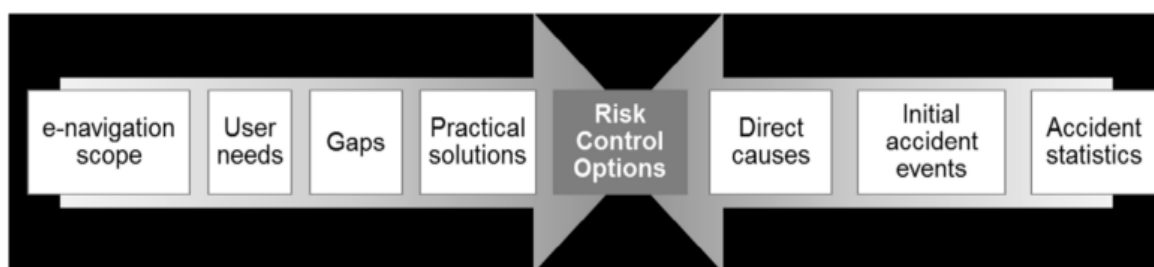 e-navigation
scope
User
needs
Gaps
Practical
solutions
Risk
Control
Options
Direct
causes
Initial
accident
events
Accident
statistics